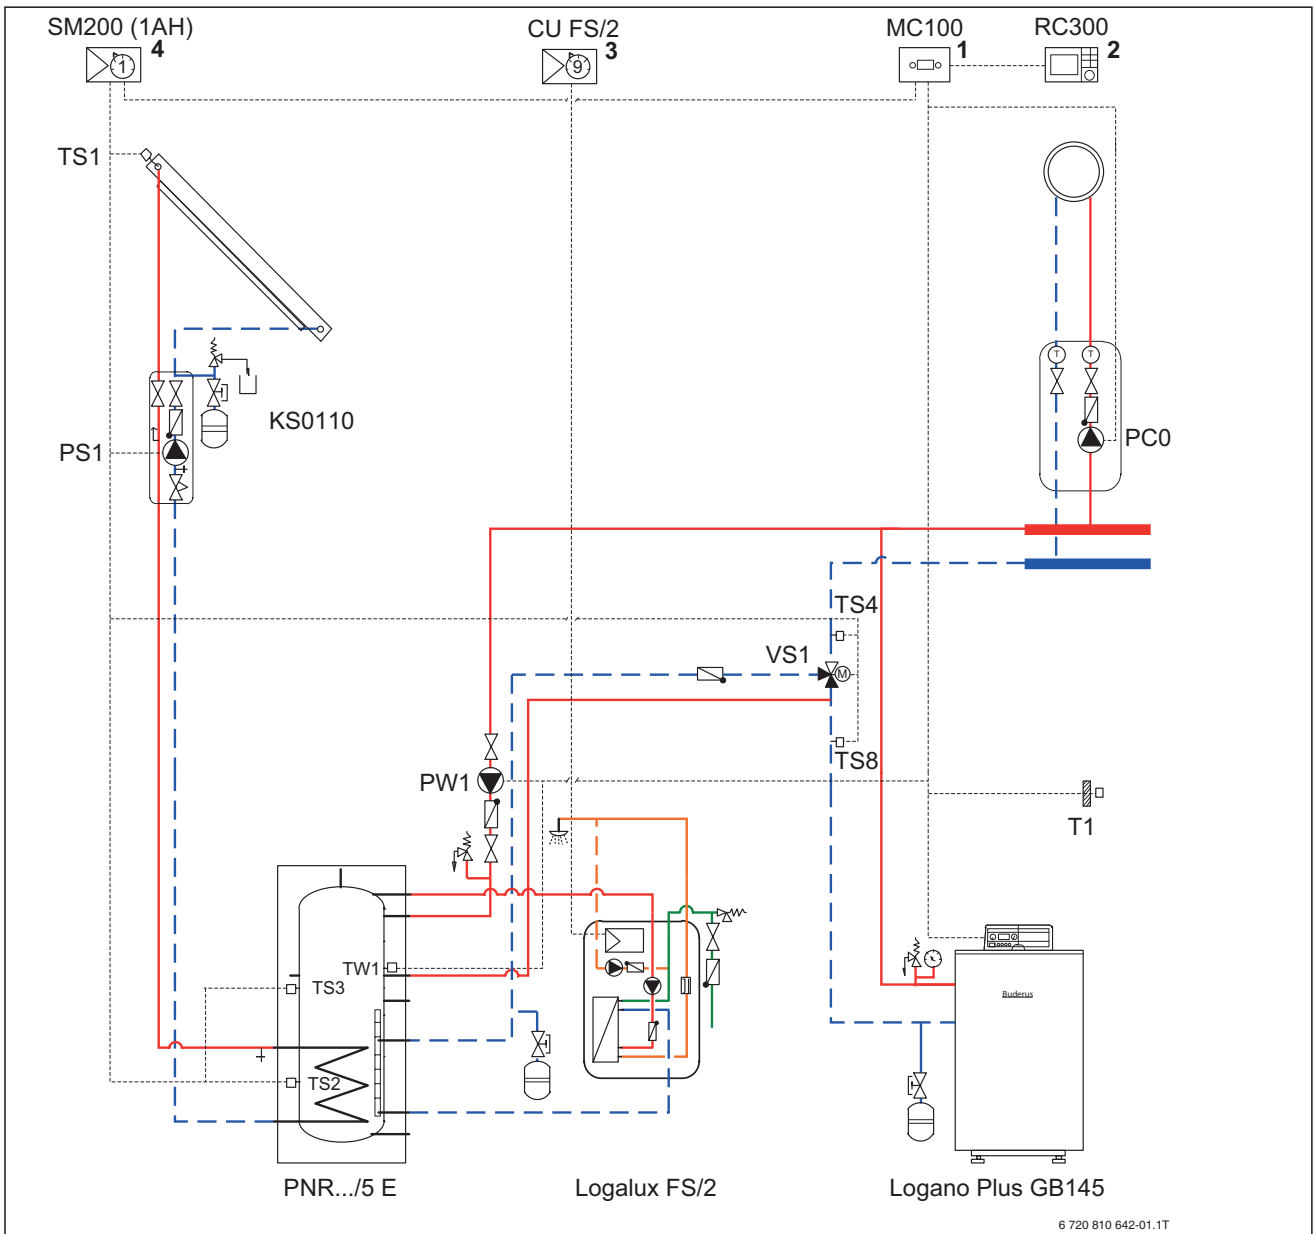 SM200 (1AH)
4
CU FS/2
3
MC100
1
RC300
2
1
9
TS1
T
T
KS0110
PS1
PC0
TS4
VS1
M
TS8
PW1
T1
TW1
TS3
Buderus
TS2
PNR.../5 E
Logalux FS/2
Logano Plus GB145
6 720 810 642-01.1T